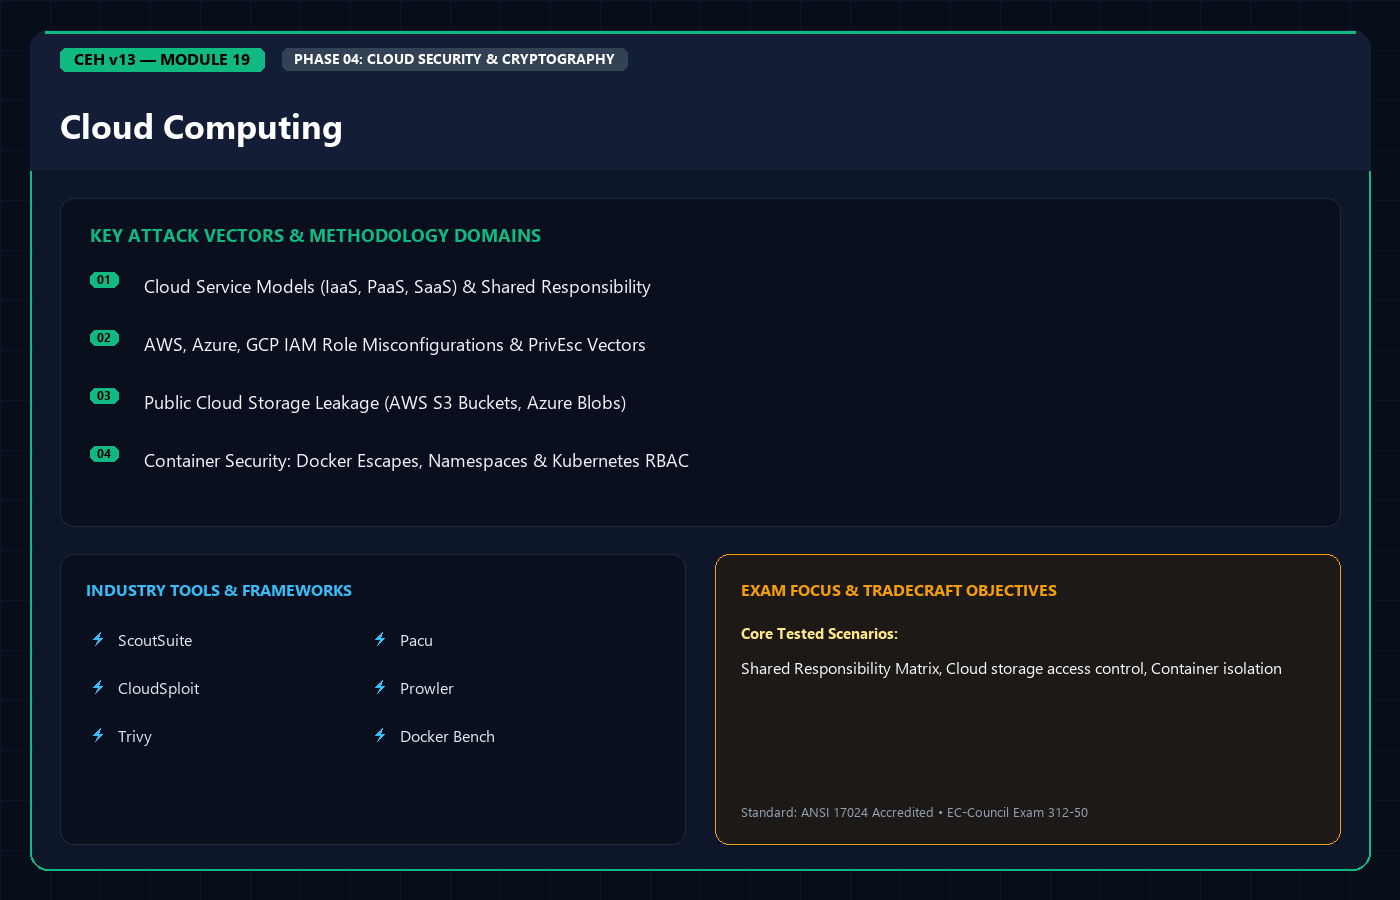 CEH v13 — MODULE 19
PHASE 04: CLOUD SECURITY & CRYPTOGRAPHY
Cloud Computing
KEY ATTACK VECTORS & METHODOLOGY DOMAINS
01 Cloud Service Models (IaaS, PaaS, SaaS) & Shared Responsibility
02 AWS, Azure, GCP IAM Role Misconfigurations & PrivEsc Vectors
03 Public Cloud Storage Leakage (AWS S3 Buckets, Azure Blobs)
04 Container Security: Docker Escapes, Namespaces & Kubernetes RBAC
INDUSTRY TOOLS & FRAMEWORKS
ScoutSuite
Pacu
CloudSploit
Prowler
Trivy
Docker Bench
EXAM FOCUS & TRADECRAFT OBJECTIVES
Core Tested Scenarios:
Shared Responsibility Matrix, Cloud storage access control, Container isolation
Standard: ANSI 17024 Accredited • EC-Council Exam 312-50